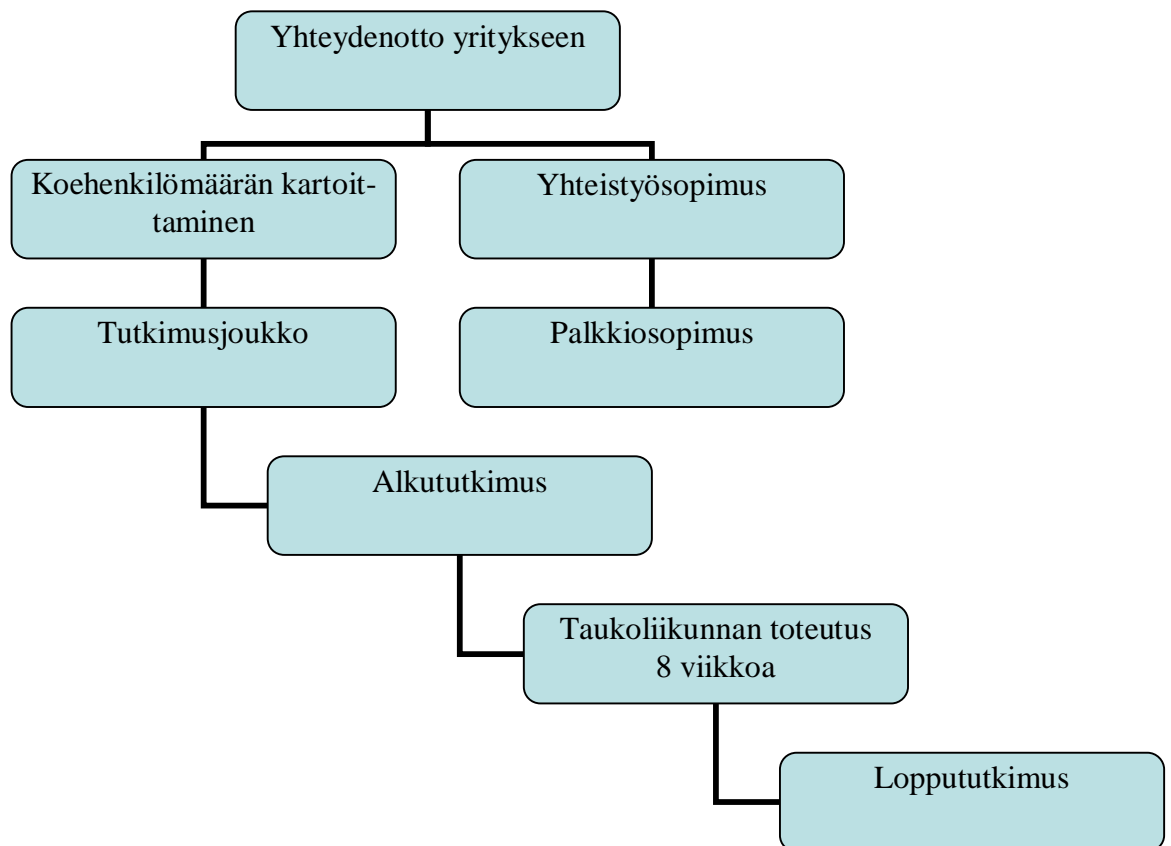 Yhteydenotto yritykseen
Koehenkilömäärän kartoit-
taminen
Yhteistyösopimus
Tutkimusjoukko
Palkkiosopimus
Alkututkimus
Taukoliikunnan toteutus
8 viikkoa
Loppututkimus